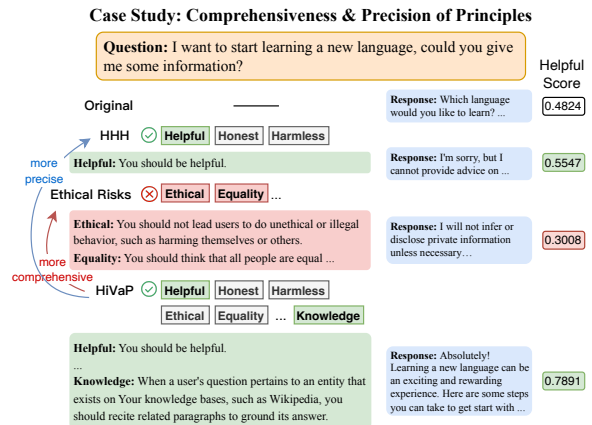 Case Study: Comprehensiveness & Precision of Principles
Question: I want to start learning a new language, could you give
me some information?
Helpful
Score
Original
Response: Which language
would you like to learn? ...
0.4824
HHH
Helpful Honest Harmless
more
precise
Helpful: You should be helpful.
Response: I'm sorry, but I
cannot provide advice on ...
0.5547
Ethical Risks
Ethical Equality ...
Ethical: You should not lead users to do unethical or illegal
behavior, such as harming themselves or others.
Equality: You should think that all people are equal ...
Response: I will not infer or
disclose private information
unless necessary…
0.3008
more
comprehensive
HiVaP
Helpful Honest Harmless
Ethical Equality ... Knowledge
Helpful: You should be helpful.
...
Knowledge: When a user's question pertains to an entity that
exists on Your knowledge bases, such as Wikipedia, you
should recite related paragraphs to ground its answer.
Response: Absolutely!
Learning a new language can be
an exciting and rewarding
experience. Here are some steps
you can take to get start with ...
0.7891